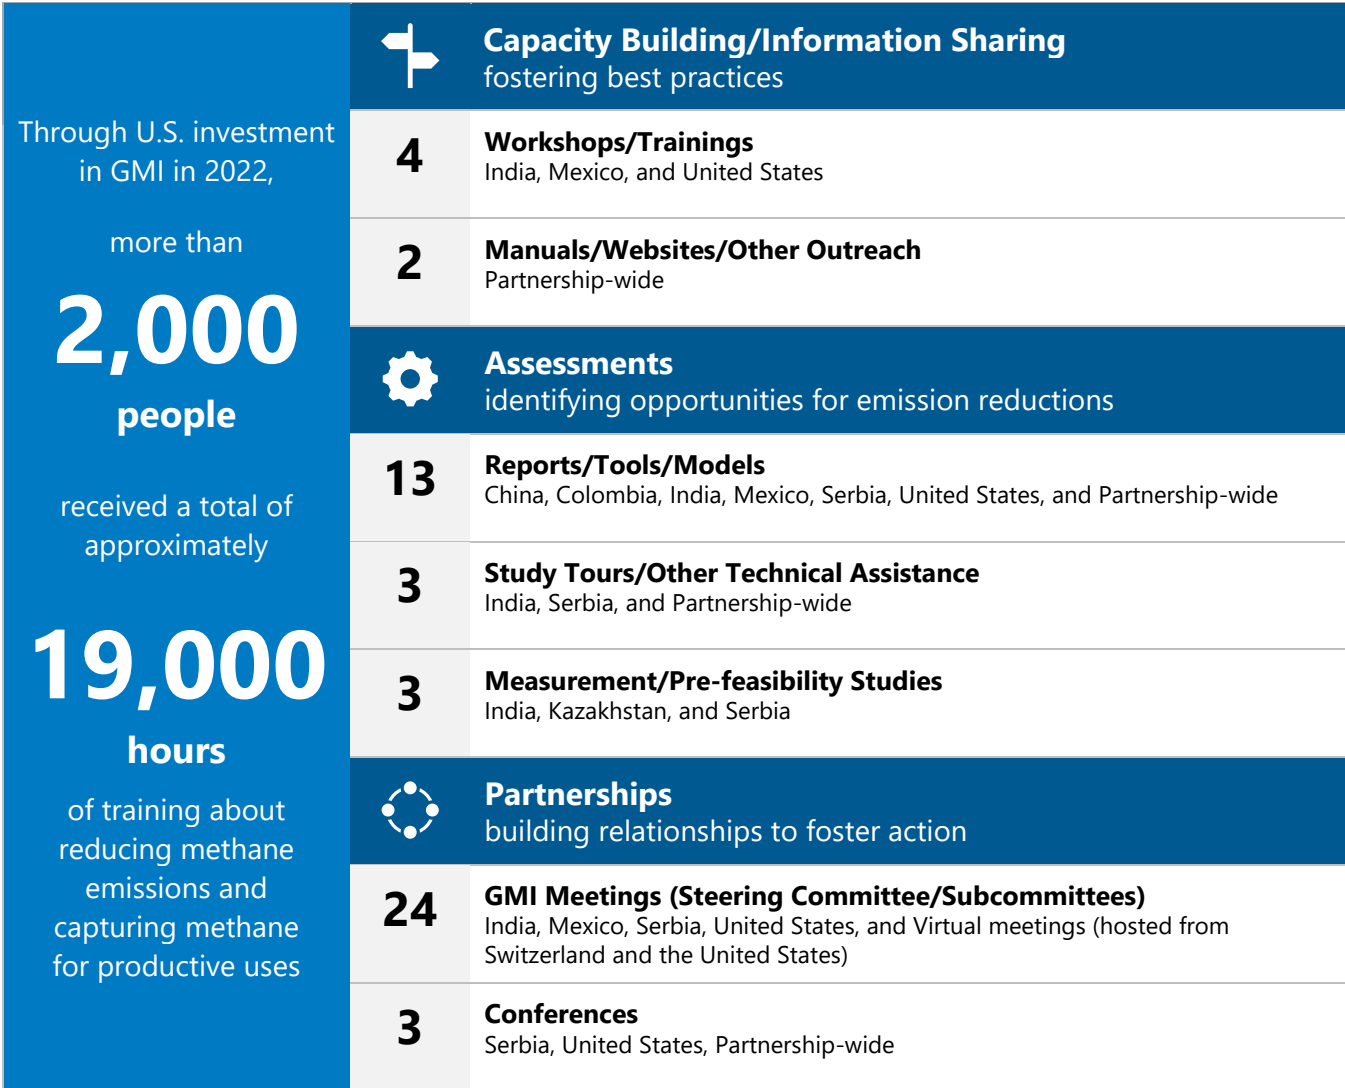 Through U.S. investment
in GMI in 2022,
more than
2,000
people
received a total of
approximately
19,000
hours
of training about
reducing methane
emissions and
capturing methane
for productive uses
Capacity Building/Information Sharing
fostering best practices
4
Workshops/Trainings
India, Mexico, and United States
2
Manuals/Websites/Other Outreach
Partnership-wide
Assessments
identifying opportunities for emission reductions
13
Reports/Tools/Models
China, Colombia, India, Mexico, Serbia, United States, and Partnership-wide
3
Study Tours/Other Technical Assistance
India, Serbia, and Partnership-wide
3
Measurement/Pre-feasibility Studies
India, Kazakhstan, and Serbia
Partnerships
building relationships to foster action
24
GMI Meetings (Steering Committee/Subcommittees)
India, Mexico, Serbia, United States, and Virtual meetings (hosted from
Switzerland and the United States)
3
Conferences
Serbia, United States, Partnership-wide